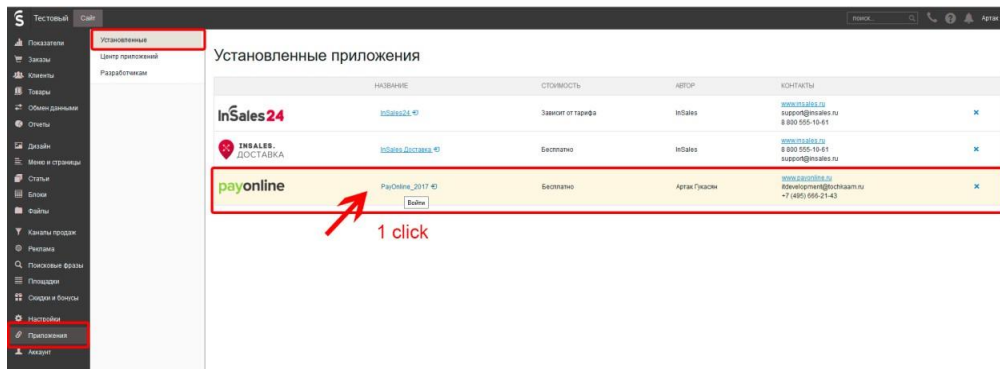 Тестовый Сайт
поиск..
Артак
Показатели
Заказы
Клиенты
Товары
Обмен данными
Отчеты
Дизайн
Меню и страницы
Статьи
Блоки
Файлы
Каналы продаж
Реклама
Поисковые фразы
Площадки
Скидки и бонусы
Настройки
Приложения
Аккаунт
Установленные
Центр приложений
Разработчикам
Установленные приложения
НАЗВАНИЕ СТОИМОСТЬ АВТОР КОНТАКТЫ
InSales24
InSales24
Зависит от тарифа
InSales
www.insales.ru
support@insales.ru
8 800 555-10-61
INSALES.
ДОСТАВКА
InSales Доставка
Бесплатно
InSales
www.insales.ru
8 800 555-10-61
support@insales.ru
payonline
PayOnline_2017
Войти
Бесплатно
Артак Гукасян
www.payonline.ru
itdevelopment@tochkaam.ru
+7 (495) 666-21-43
1 click